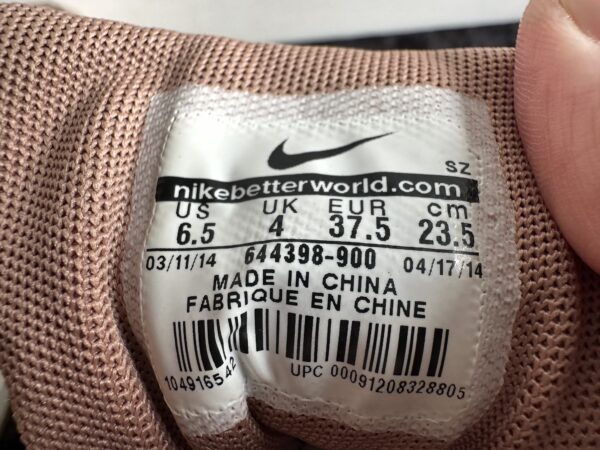 SZ
nikebetterworld.com
US UK EUR cm
6.5 4 37.5 23.5
03/11/14 644398-900 04/17/14
MADE IN CHINA
FABRIQUE EN CHINE
104916542
UPC 00091208328805